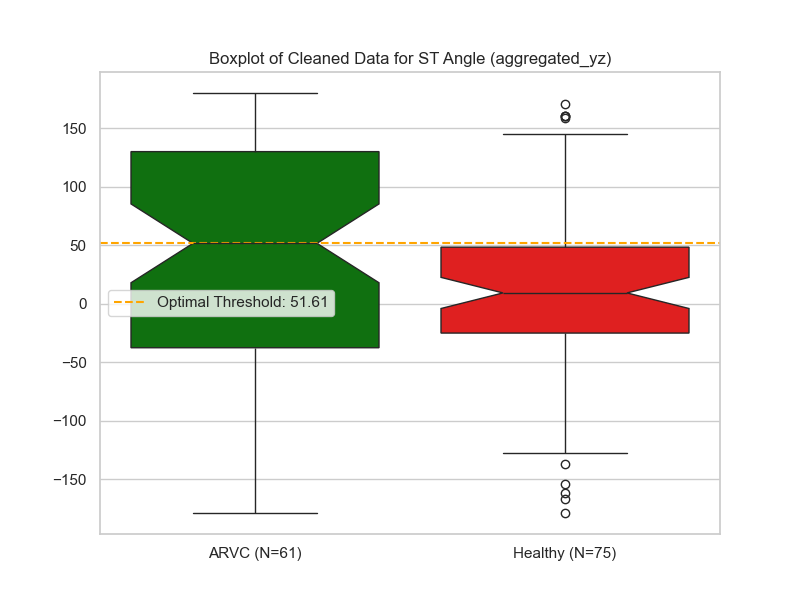 Boxplot of Cleaned Data for ST Angle (aggregated_yz)
150
100
50
0
−50
−100
−150
Optimal Threshold: 51.61
ARVC (N=61)
Healthy (N=75)